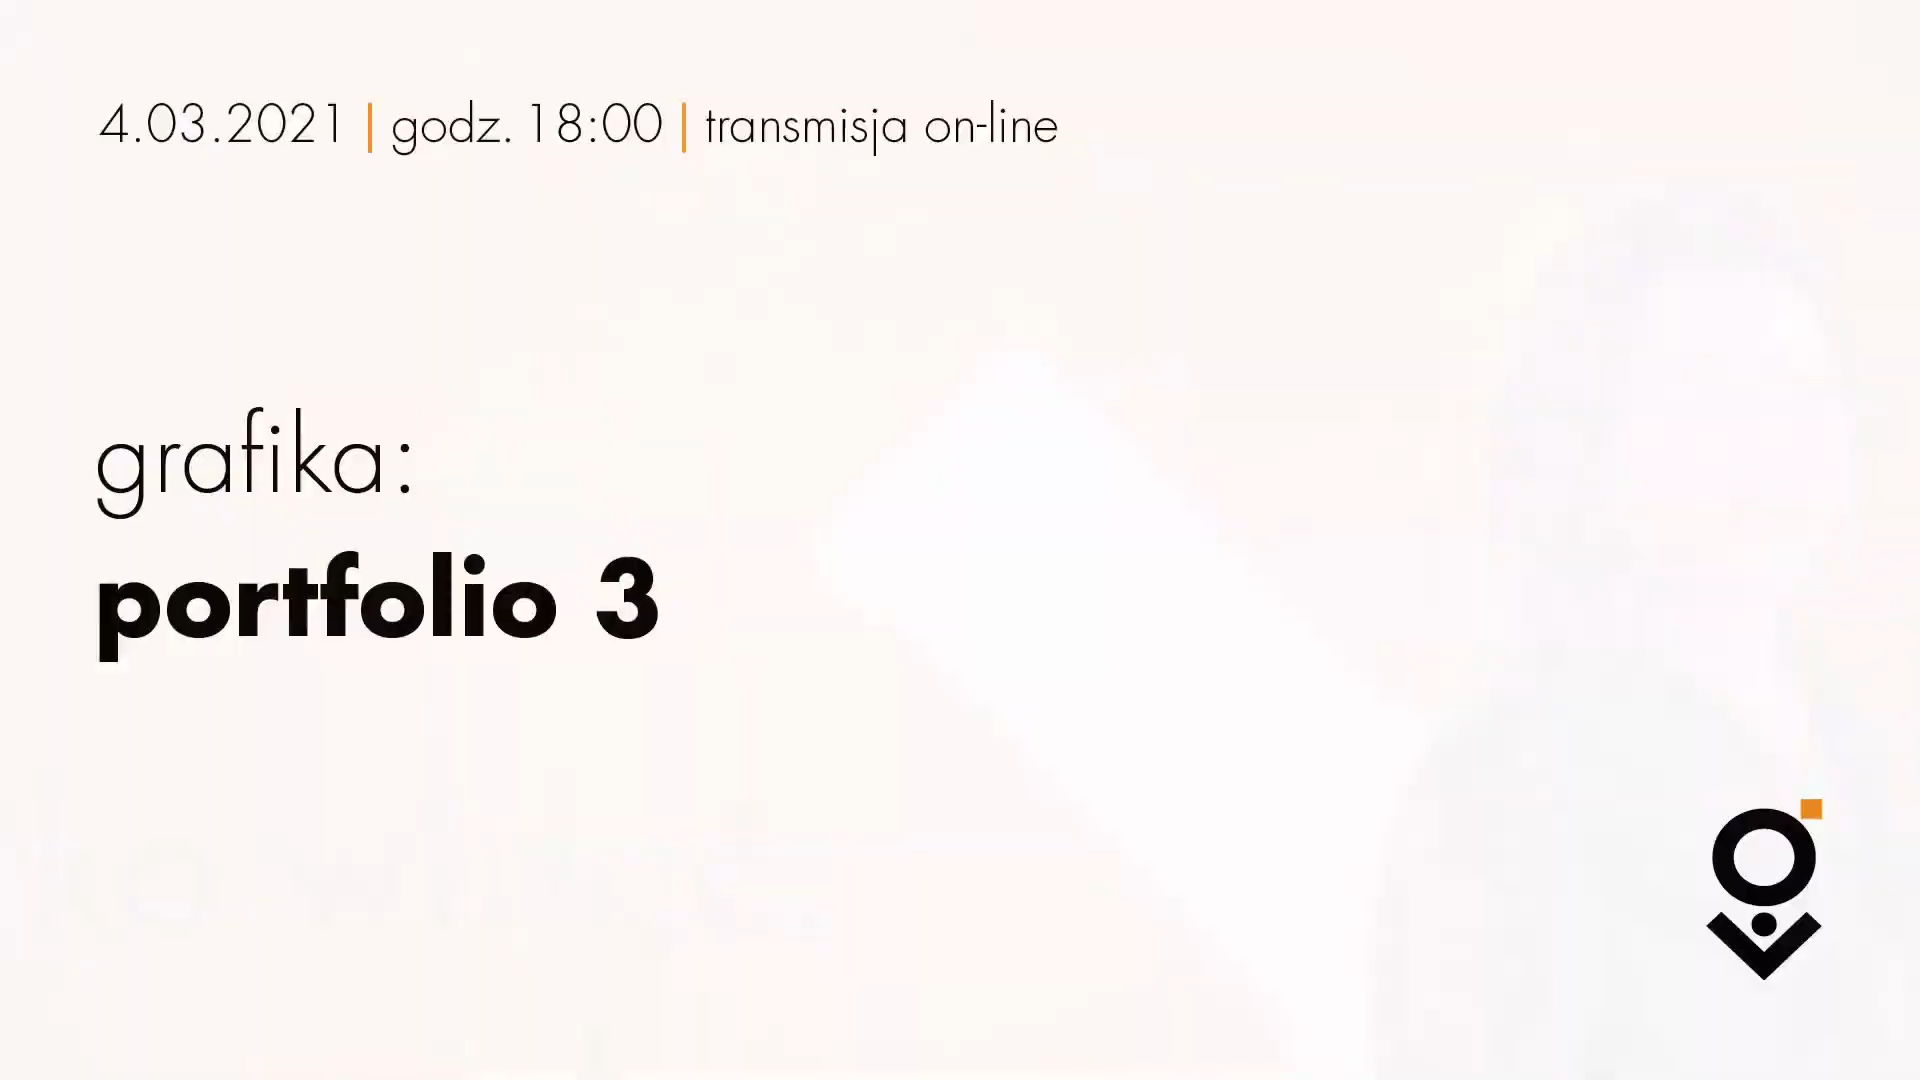 4.03.2021 | godz. 18:00 | transmisja on-line
grafika:
portfolio 3